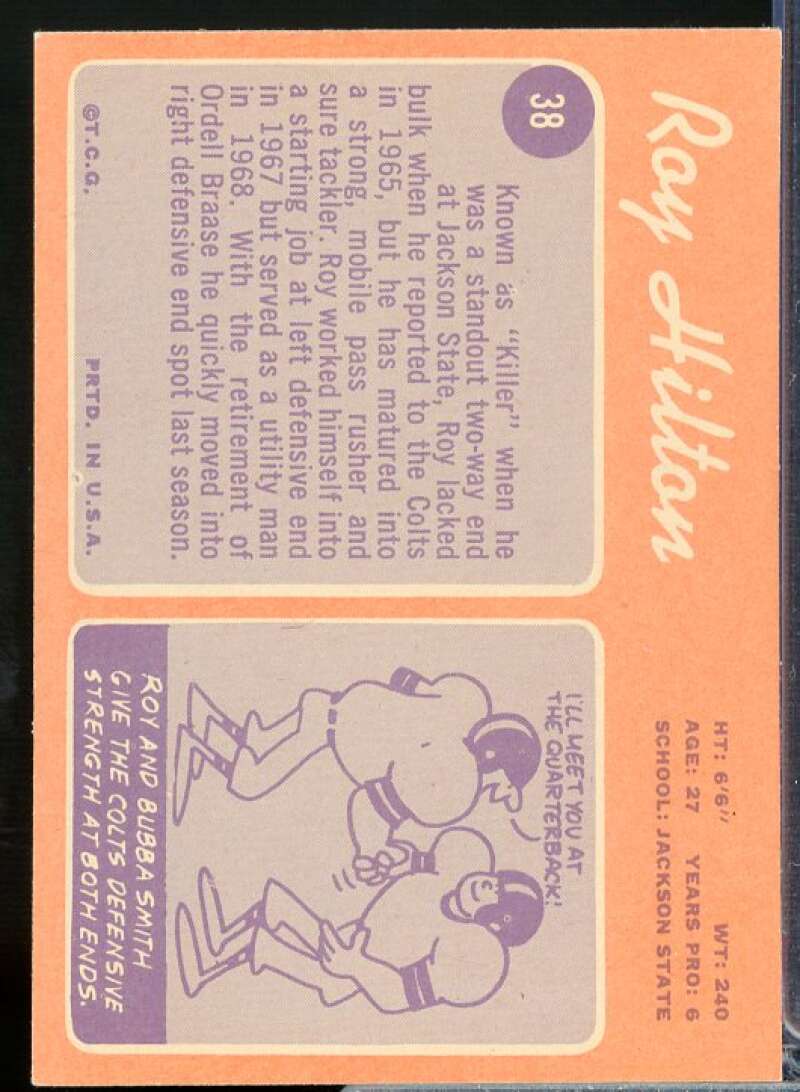 Roy Hilton
HT: 6'6" WT: 240
AGE: 27 YEARS PRO: 6
SCHOOL: JACKSON STATE
38
Known as "Killer" when he
was a standout two-way end
at Jackson State, Roy lacked
bulk when he reported to the Colts
in 1965, but he has matured into
a strong, mobile pass rusher and
sure tackler. Roy worked himself into
a starting job at left defensive end
in 1967 but served as a utility man
in 1968. With the retirement of
Ordell Braase he quickly moved into
right defensive end spot last season.
©T.C.G. PRTD. IN U.S.A.
I'LL MEET YOU AT
THE QUARTERBACK!
ROY AND BUBBA SMITH
GIVE THE COLTS DEFENSIVE
STRENGTH AT BOTH ENDS.